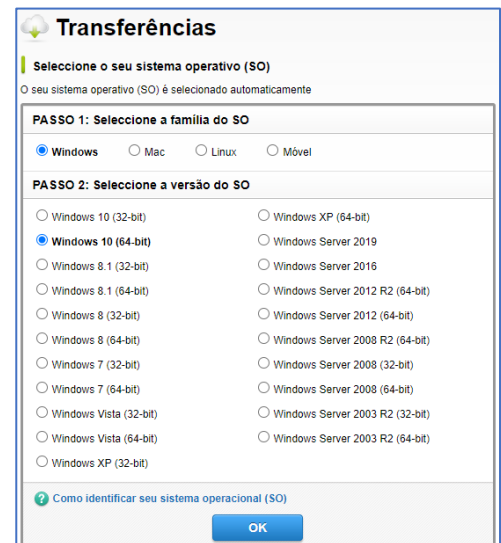 Transferências
Seleccione o seu sistema operativo (SO)
O seu sistema operativo (SO) é selecionado automaticamente
PASSO 1: Seleccione a família do SO
Windows Mac Linux Móvel
PASSO 2: Seleccione a versão do SO
Windows 10 (32-bit) Windows XP (64-bit)
Windows 10 (64-bit) Windows Server 2019
Windows 8.1 (32-bit) Windows Server 2016
Windows 8.1 (64-bit) Windows Server 2012 R2 (64-bit)
Windows 8 (32-bit) Windows Server 2012 (64-bit)
Windows 8 (64-bit) Windows Server 2008 R2 (64-bit)
Windows 7 (32-bit) Windows Server 2008 (32-bit)
Windows 7 (64-bit) Windows Server 2008 (64-bit)
Windows Vista (32-bit) Windows Server 2003 R2 (32-bit)
Windows Vista (64-bit) Windows Server 2003 R2 (64-bit)
Windows XP (32-bit)
Como identificar seu sistema operacional (SO)
OK